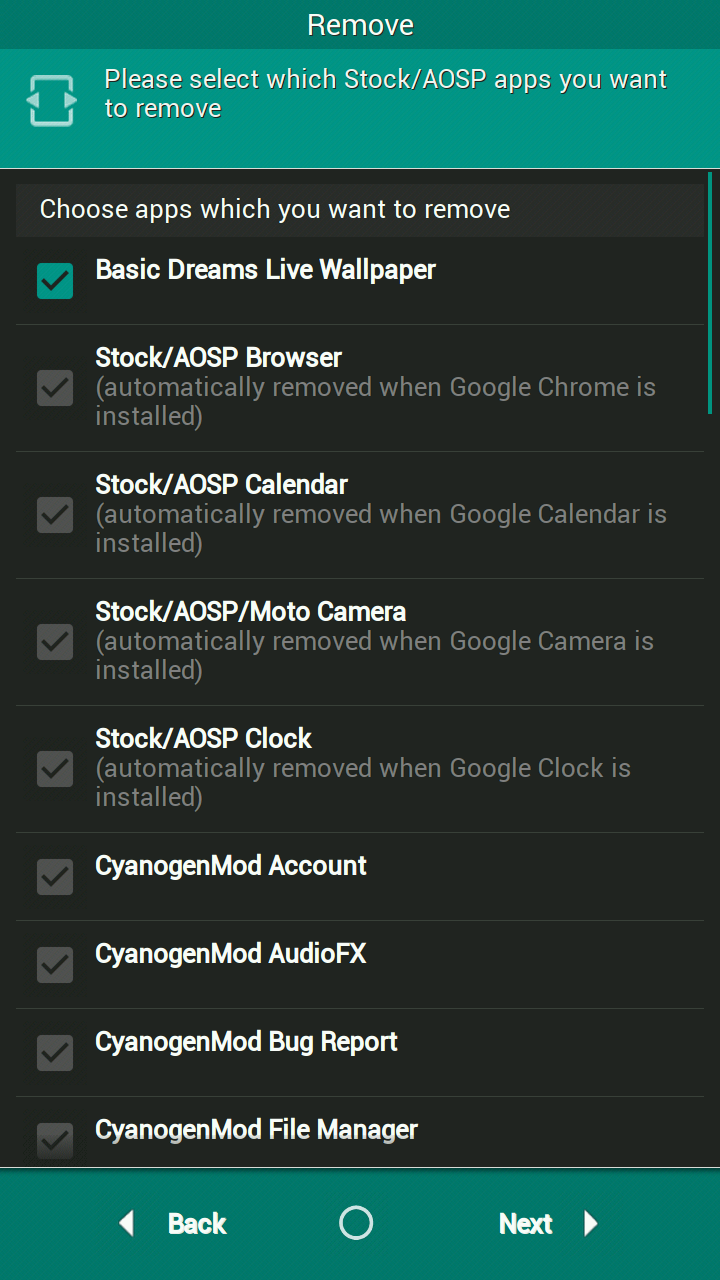 Remove
Please select which Stock/AOSP apps you want
to remove
Choose apps which you want to remove
Basic Dreams Live Wallpaper
Stock/AOSP Browser
(automatically removed when Google Chrome is
installed)
Stock/AOSP Calendar
(automatically removed when Google Calendar is
installed)
Stock/AOSP/Moto Camera
(automatically removed when Google Camera is
installed)
Stock/AOSP Clock
(automatically removed when Google Clock is
installed)
CyanogenMod Account
CyanogenMod AudioFX
CyanogenMod Bug Report
CyanogenMod File Manager
Back Next